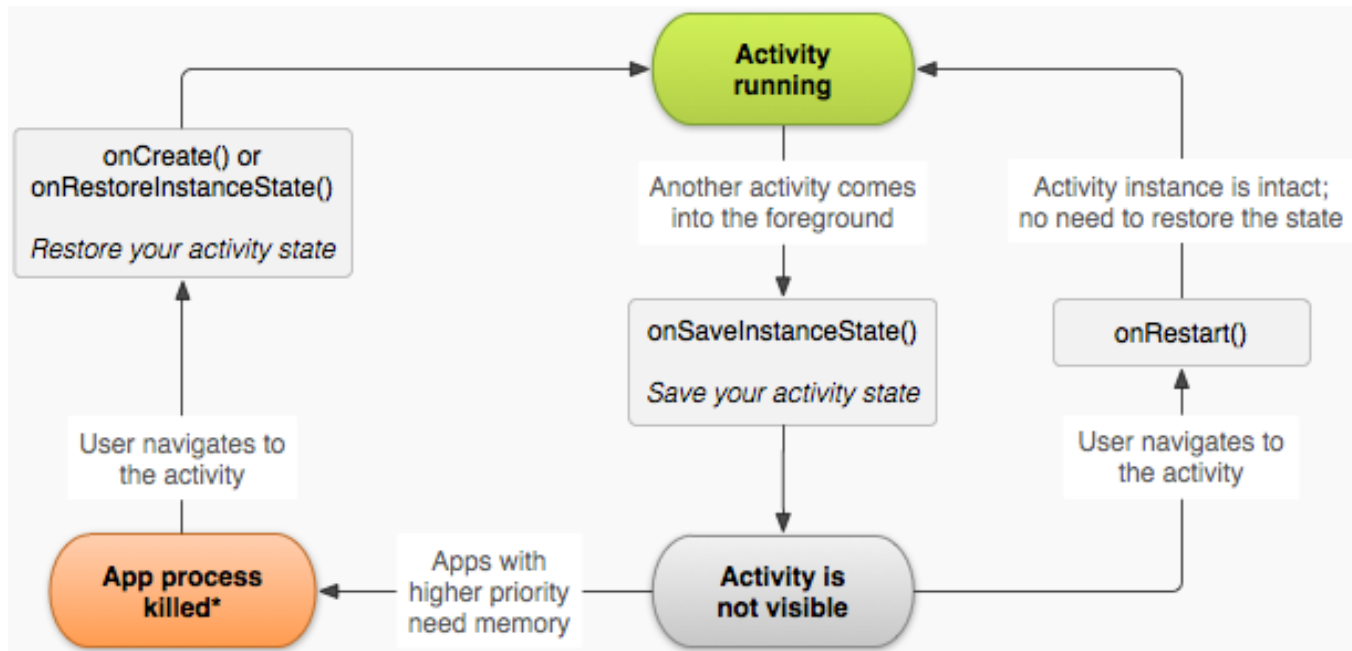 Activity
running
onCreate() or
onRestoreInstanceState()
Restore your activity state
Another activity comes
into the foreground
Activity instance is intact;
no need to restore the state
onSaveInstanceState()
Save your activity state
onRestart()
User navigates to
the activity
User navigates to
the activity
App process
killed*
Apps with
higher priority
need memory
Activity is
not visible